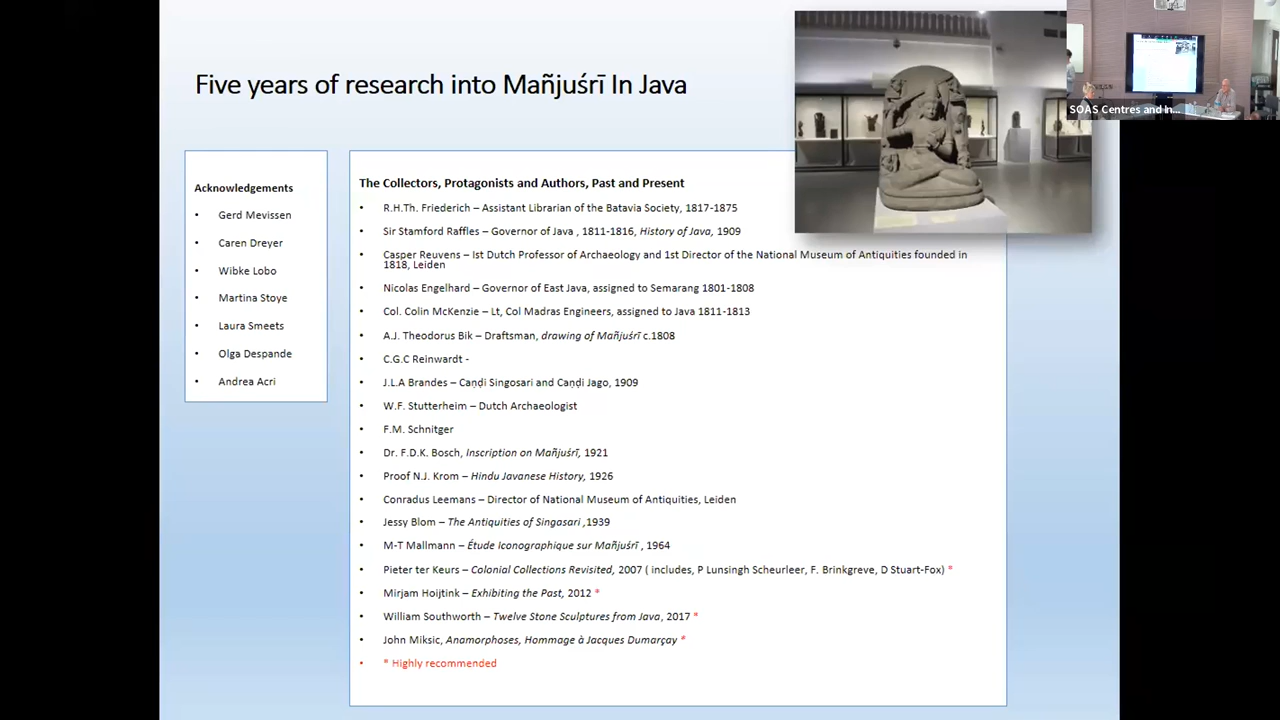 Five years of research into Mañjuśrī In Java
SOAS Centres and In...
Acknowledgements
• Gerd Mevissen
• Caren Dreyer
• Wibke Lobo
• Martina Stoye
• Laura Smeets
• Olga Despande
• Andrea Acri
The Collectors, Protagonists and Authors, Past and Present
• R.H.Th. Friederich – Assistant Librarian of the Batavia Society, 1817-1875
• Sir Stamford Raffles – Governor of Java , 1811-1816, History of Java, 1909
• Casper Reuvens – Ist Dutch Professor of Archaeology and 1st Director of the National Museum of Antiquities founded in
1818, Leiden
• Nicolas Engelhard – Governor of East Java, assigned to Semarang 1801-1808
• Col. Colin McKenzie – Lt, Col Madras Engineers, assigned to Java 1811-1813
• A.J. Theodorus Bik – Draftsman, drawing of Mañjuśrī c.1808
• C.G.C Reinwardt -
• J.L.A Brandes – Caṇḍi Singosari and Caṇḍi Jago, 1909
• W.F. Stutterheim – Dutch Archaeologist
• F.M. Schnitger
• Dr. F.D.K. Bosch, Inscription on Mañjuśrī, 1921
• Proof N.J. Krom – Hindu Javanese History, 1926
• Conradus Leemans – Director of National Museum of Antiquities, Leiden
• Jessy Blom – The Antiquities of Singasari ,1939
• M-T Mallmann – Étude Iconographique sur Mañjuśrī , 1964
• Pieter ter Keurs – Colonial Collections Revisited, 2007 ( includes, P Lunsingh Scheurleer, F. Brinkgreve, D Stuart-Fox) *
• Mirjam Hoijtink – Exhibiting the Past, 2012 *
• William Southworth – Twelve Stone Sculptures from Java, 2017 *
• John Miksic, Anamorphoses, Hommage à Jacques Dumarçay *
• * Highly recommended